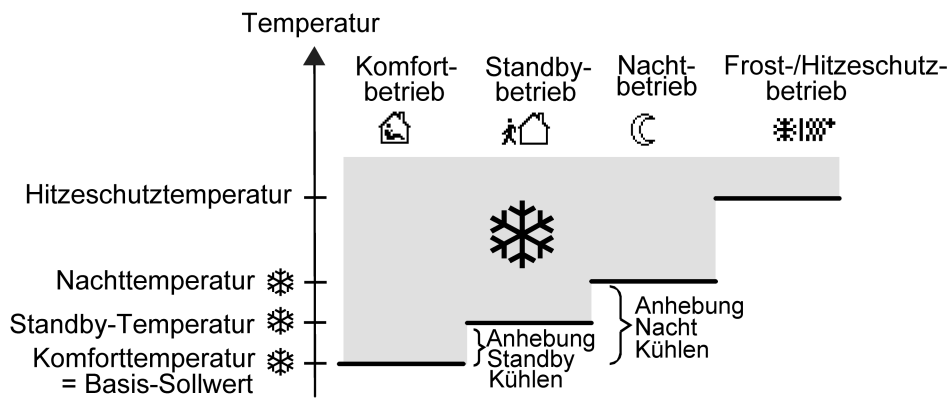 Temperatur
Komfort-
betrieb
Standby-
betrieb
Nacht-
betrieb
Frost-/Hitzeschutz-
betrieb
Hitzeschutztemperatur
Nachttemperatur
Standby-Temperatur
Komforttemperatur
= Basis-Sollwert
Anhebung
Standby
Kühlen
Anhebung
Nacht
Kühlen